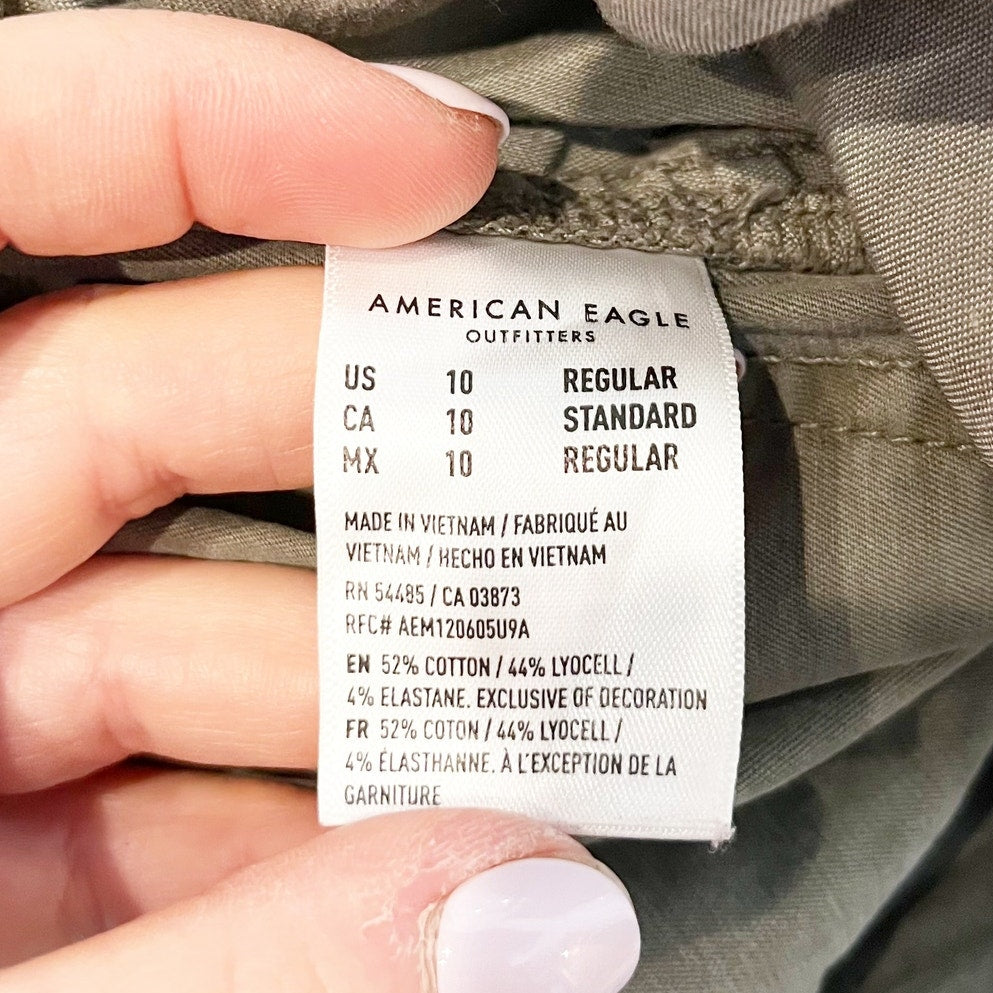 AMERICAN EAGLE
OUTFITTERS
US 10 REGULAR
CA 10 STANDARD
MX 10 REGULAR
MADE IN VIETNAM / FABRIQUÉ AU
VIETNAM / HECHO EN VIETNAM
RN 54485 / CA 03873
RFC# AEM120605U9A
EN 52% COTTON / 44% LYOCELL /
4% ELASTANE. EXCLUSIVE OF DECORATION
FR 52% COTON / 44% LYOCELL /
4% ÉLASTHANNE. À L'EXCEPTION DE LA
GARNITURE